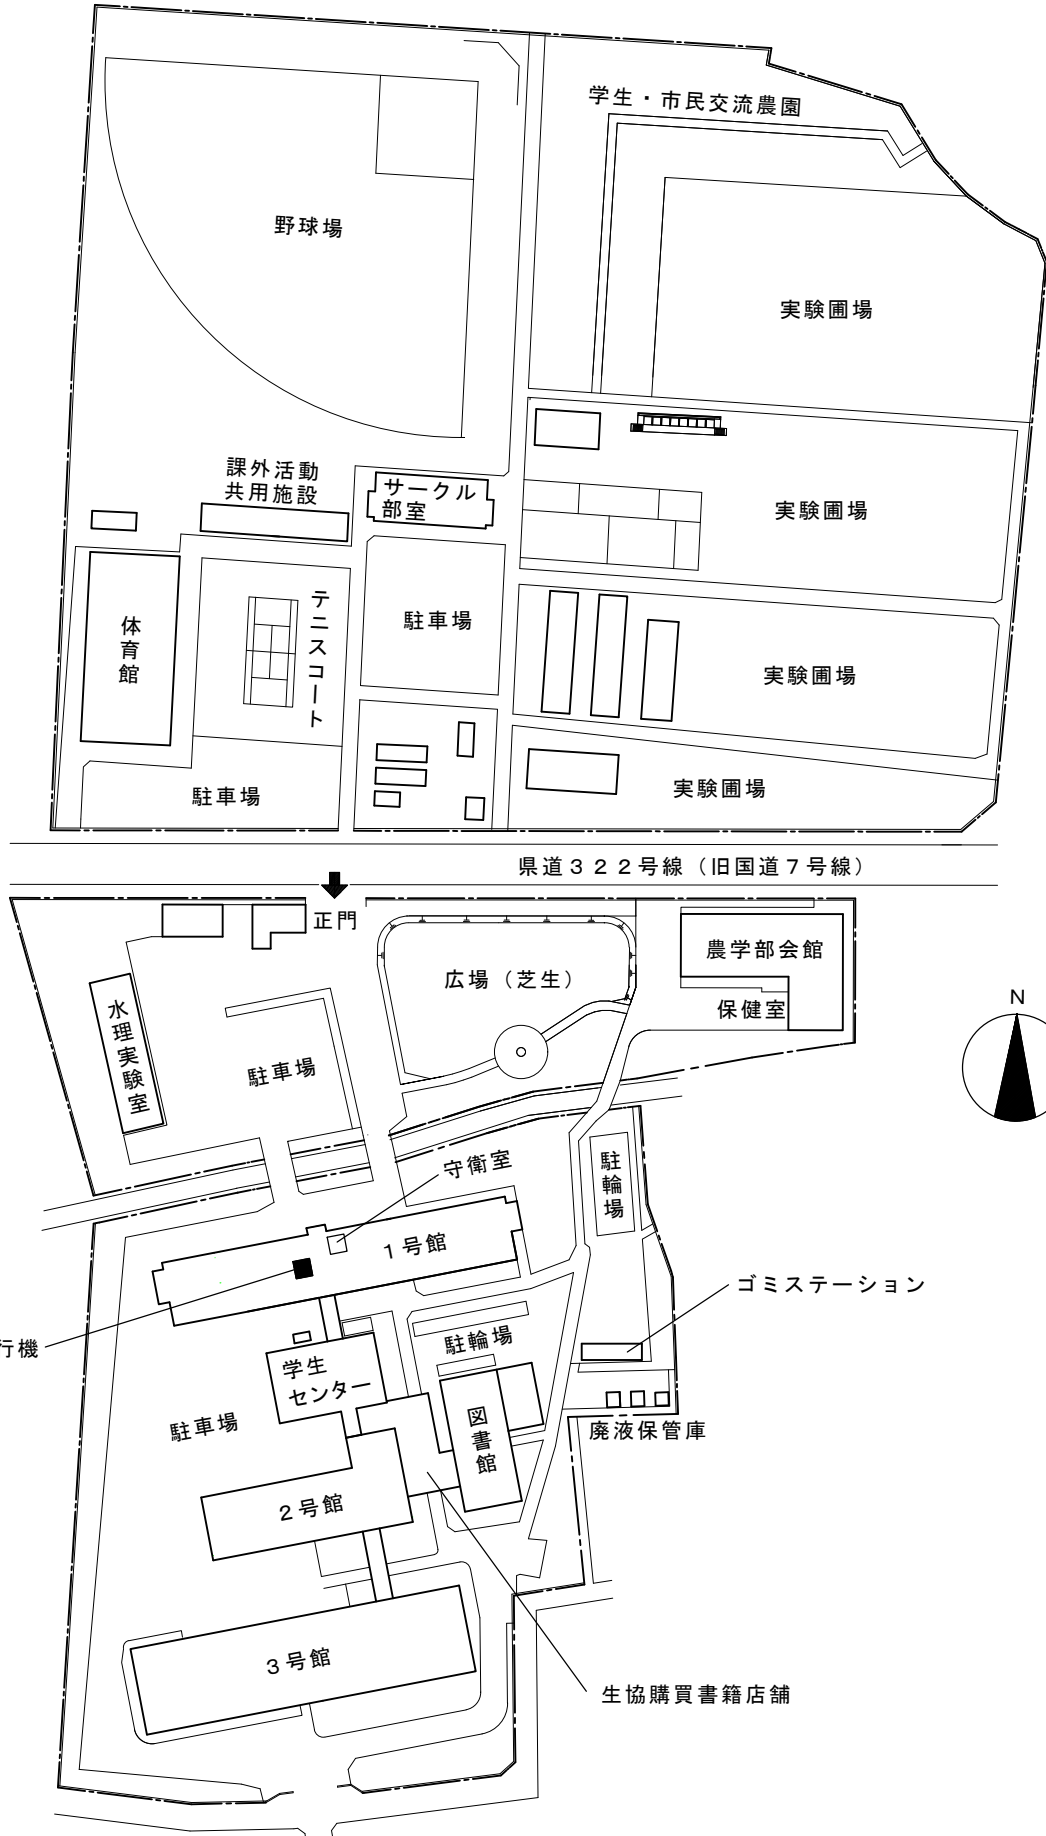 学生・市民交流農園
野球場
実験圃場
課外活動
共用施設
サークル
部室
実験圃場
体育館
テニスコート
駐車場
実験圃場
駐車場
実験圃場
県道322号線(旧国道7号線)
正門
広場(芝生)
農学部会館
保健室
水理実験室
駐車場
N
守衛室
駐輪場
1号館
ゴミステーション
行機
駐輪場
学生
センター
駐車場
図書館
廃液保管庫
2号館
3号館
生協購買書籍店舗